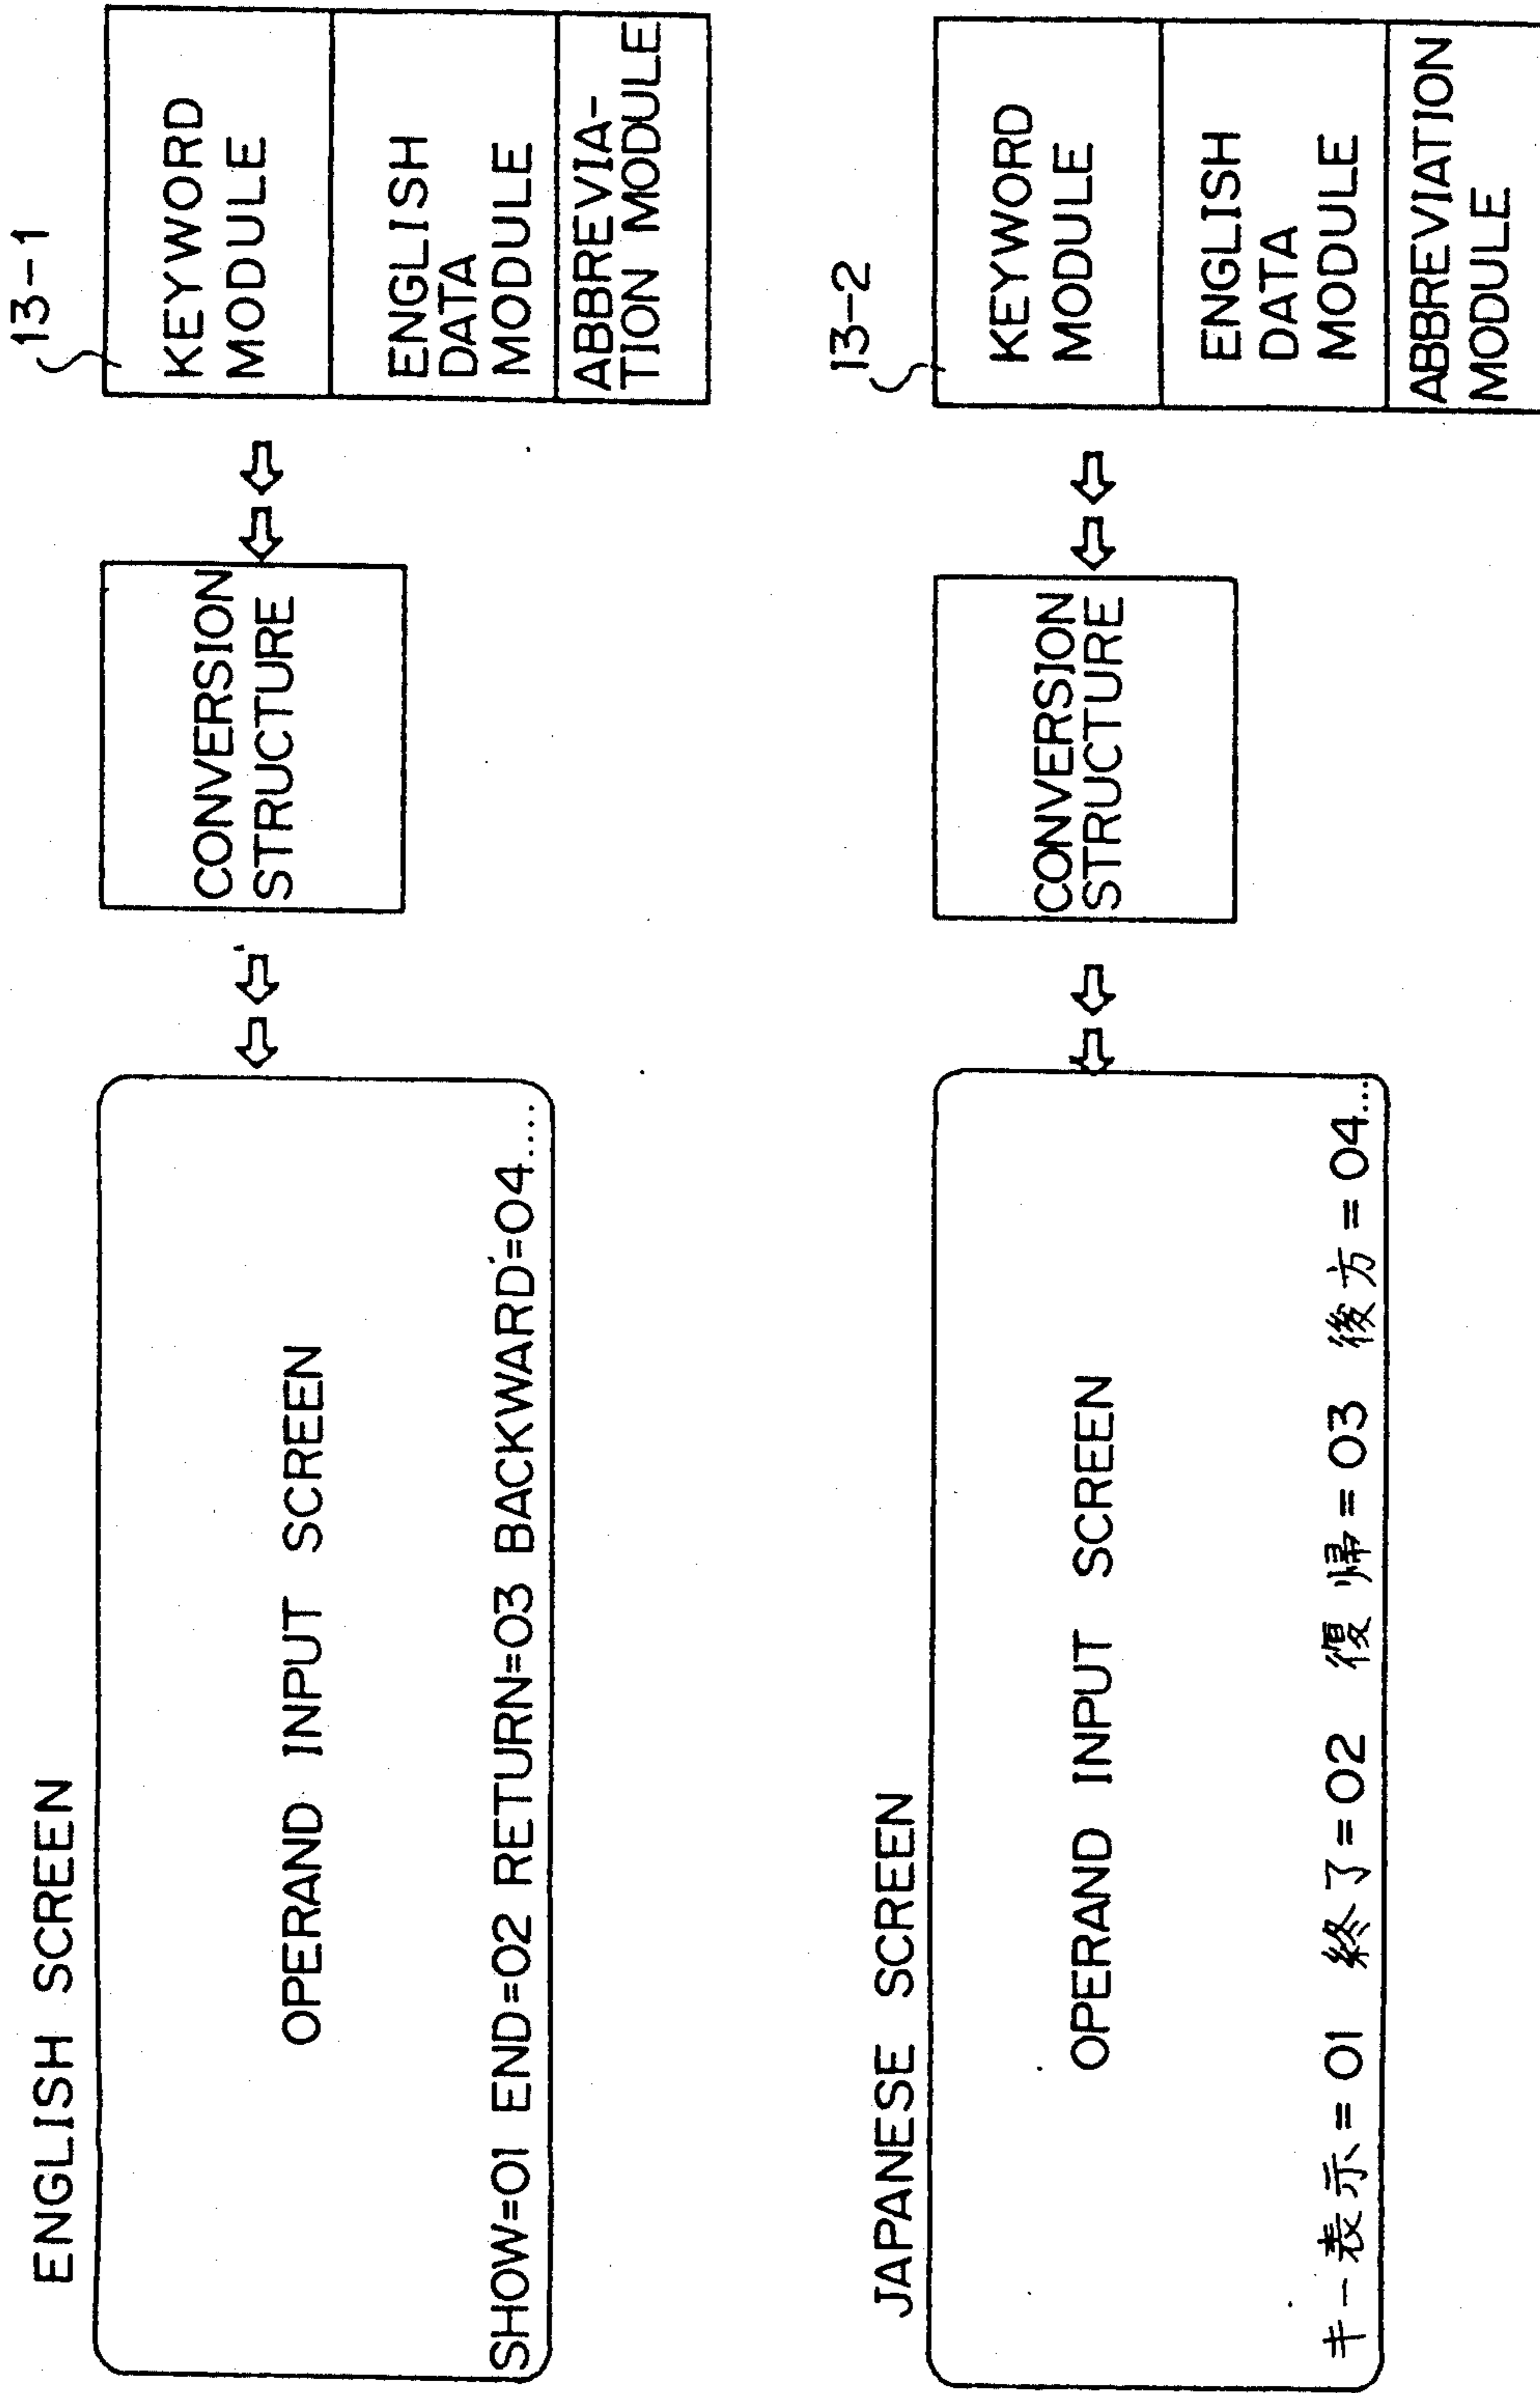 ENGLISH SCREEN
OPERAND INPUT SCREEN
SHOW=01 END=02 RETURN=03 BACKWARD=04....
CONVERSION
STRUCTURE
13-1
KEYWORD
MODULE
ENGLISH
DATA
MODULE
ABBREVIA-
TION MODULE
JAPANESE SCREEN
OPERAND INPUT SCREEN
キー表示=01 終了=02 復帰=03 後方=04...
CONVERSION
STRUCTURE
13-2
KEYWORD
MODULE
ENGLISH
DATA
MODULE
ABBREVIATION
MODULE